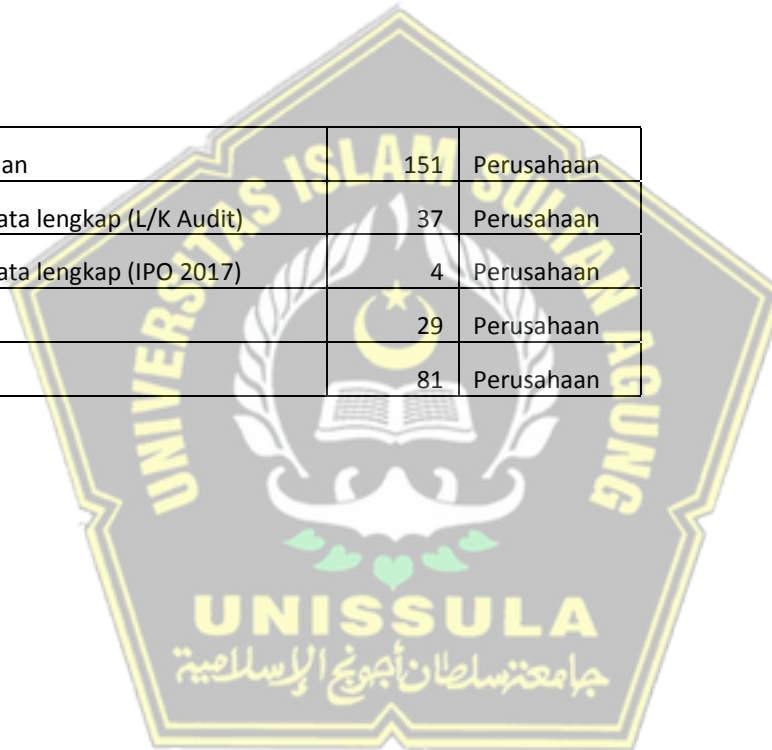 an 151 Perusahaan
ata lengkap (L/K Audit) 37 Perusahaan
ata lengkap (IPO 2017) 4 Perusahaan
29 Perusahaan
81 Perusahaan
UNIVERSITAS ISLAM SULTAN AGUNG
UNISSULA
جامعة سلطان أجونج الإسلامية